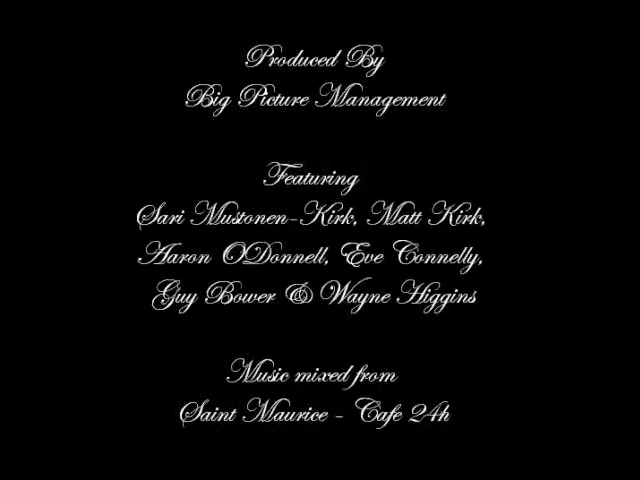 Produced By
Big Picture Management
Featuring
Sari Mustonen-Kirk, Matt Kirk,
Aaron ODonnell, Eve Connelly,
Guy Bower & Wayne Higgins
Music mixed from
Saint Maurice - Cafe 24h